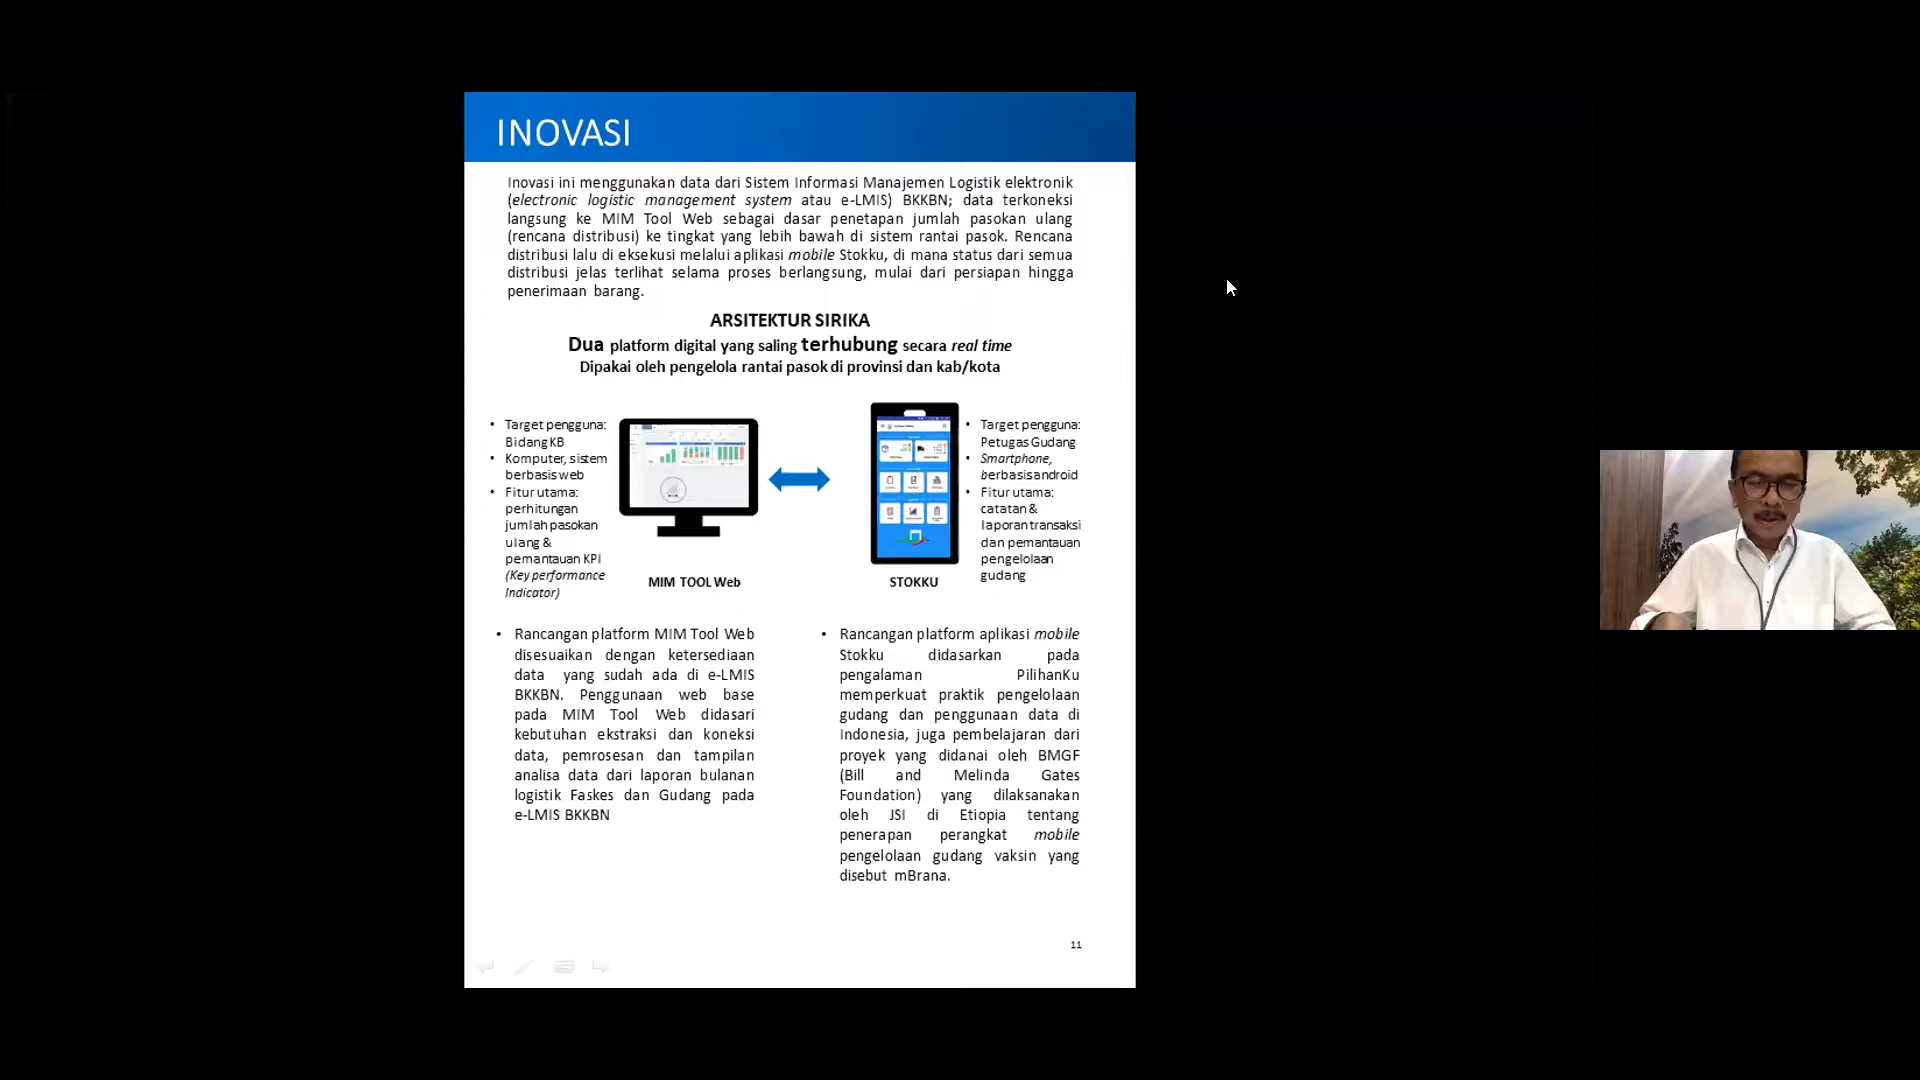 INOVASI
Inovasi ini menggunakan data dari Sistem Informasi Manajemen Logistik elektronik
(electronic logistic management system atau e-LMIS) BKKBN; data terkoneksi
langsung ke MIM Tool Web sebagai dasar penetapan jumlah pasokan ulang
(rencana distribusi) ke tingkat yang lebih bawah di sistem rantai pasok. Rencana
distribusi lalu di eksekusi melalui aplikasi mobile Stokku, di mana status dari semua
distribusi jelas terlihat selama proses berlangsung, mulai dari persiapan hingga
penerimaan barang.
ARSITEKTUR SIRIKA
Dua platform digital yang saling terhubung secara real time
Dipakai oleh pengelola rantai pasok di provinsi dan kab/kota
• Target pengguna:
Bidang KB
• Komputer, sistem
berbasis web
• Fitur utama:
perhitungan
jumlah pasokan
ulang &
pemantauan KPI
(Key performance
Indicator)
MIM TOOL Web
STOKKU
• Target pengguna:
Petugas Gudang
• Smartphone,
berbasis android
• Fitur utama:
catatan &
laporan transaksi
dan pemantauan
pengelolaan
gudang
• Rancangan platform MIM Tool Web
disesuaikan dengan ketersediaan
data yang sudah ada di e-LMIS
BKKBN. Penggunaan web base
pada MIM Tool Web didasari
kebutuhan ekstraksi dan koneksi
data, pemrosesan dan tampilan
analisa data dari laporan bulanan
logistik Faskes dan Gudang pada
e-LMIS BKKBN
• Rancangan platform aplikasi mobile
Stokku didasarkan pada
pengalaman PilihanKu
memperkuat praktik pengelolaan
gudang dan penggunaan data di
Indonesia, juga pembelajaran dari
proyek yang didanai oleh BMGF
(Bill and Melinda Gates
Foundation) yang dilaksanakan
oleh JSI di Etiopia tentang
penerapan perangkat mobile
pengelolaan gudang vaksin yang
disebut mBrana.
11